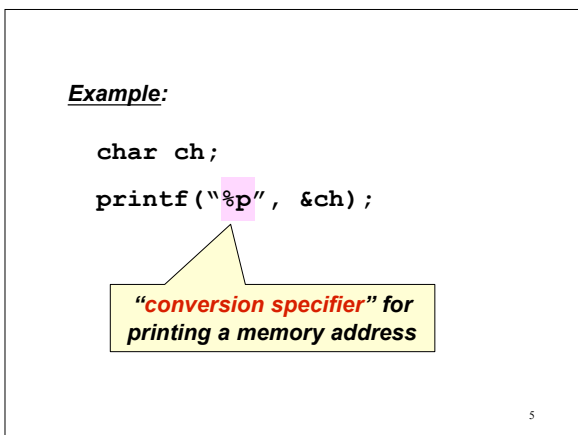 Example:
char ch;
printf(“%p”, &ch);
“conversion specifier” for
printing a memory address
5